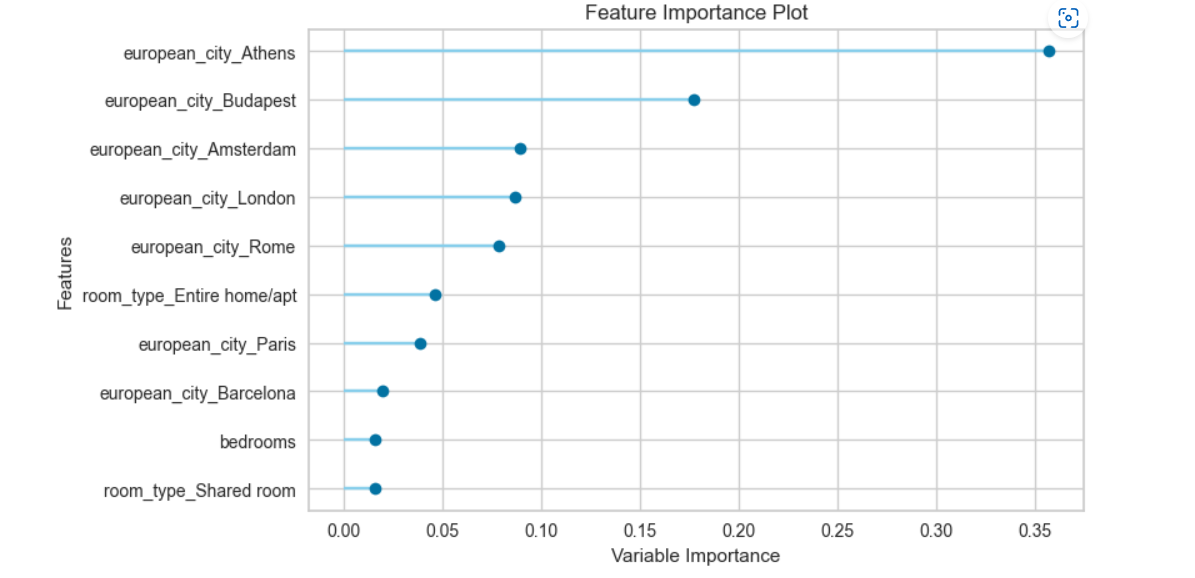 Feature Importance Plot
Features
european_city_Athens
european_city_Budapest
european_city_Amsterdam
european_city_London
european_city_Rome
room_type_Entire home/apt
european_city_Paris
european_city_Barcelona
bedrooms
room_type_Shared room
0.00 0.05 0.10 0.15 0.20 0.25 0.30 0.35
Variable Importance